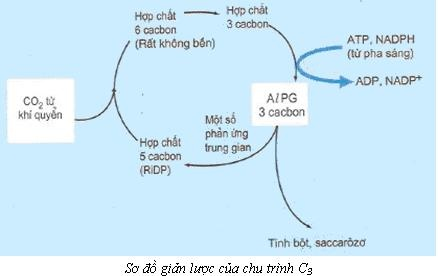 Hợp chất
6 cacbon
(Rất không bền)
Hợp chất
3 cacbon
ATP, NADPH
(từ pha sáng)
ADP, NADP⁺
CO₂ từ
khí quyển
AlPG
3 cacbon
Một số
phản ứng
trung gian
Hợp chất
5 cacbon
(RiDP)
Tinh bột, saccarôzơ
Sơ đồ giản lược của chu trình C₃